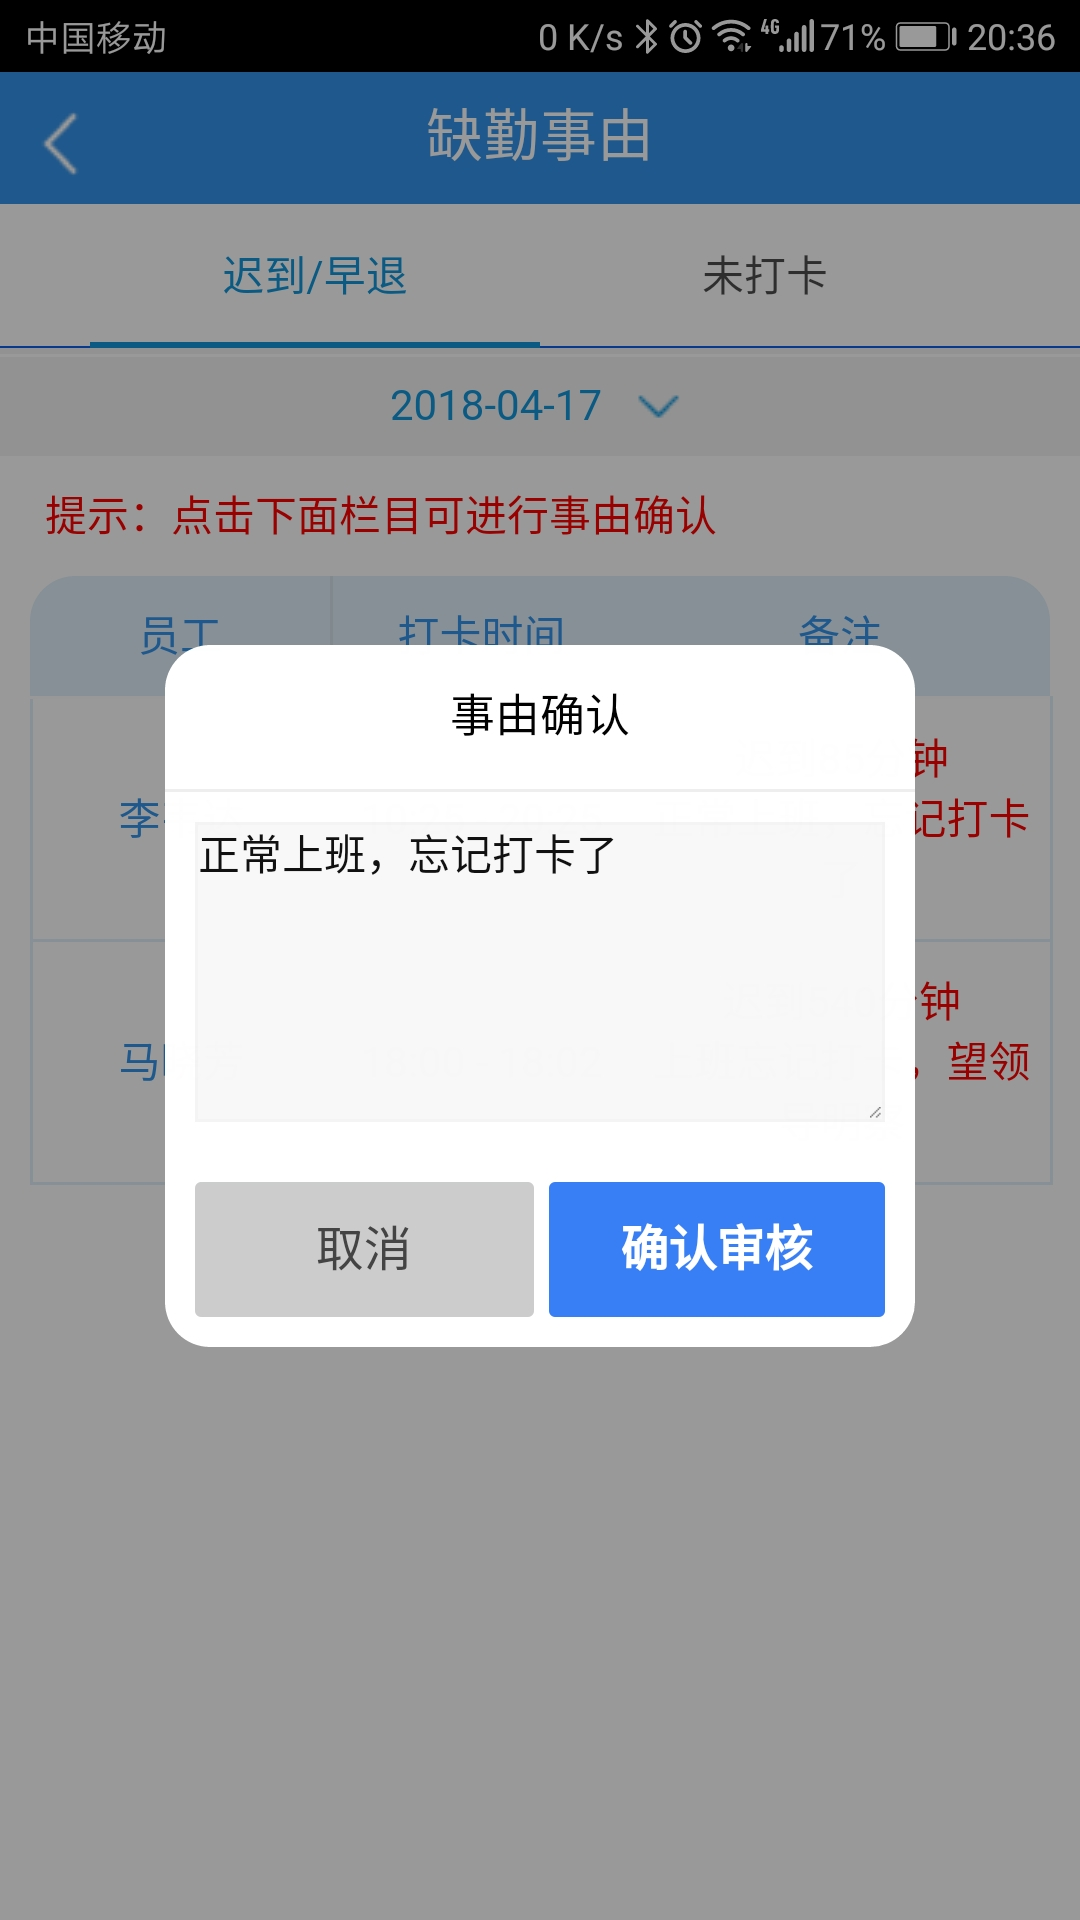 中国移动 0 K/s 4G 71% 20:36
缺勤事由
迟到/早退 未打卡
2018-04-17
提示：点击下面栏目可进行事由确认
员工 打卡时间 备注
事由确认
钟
李 记打卡
正常上班，忘记打卡了
钟
马 ，望领
取消 确认审核